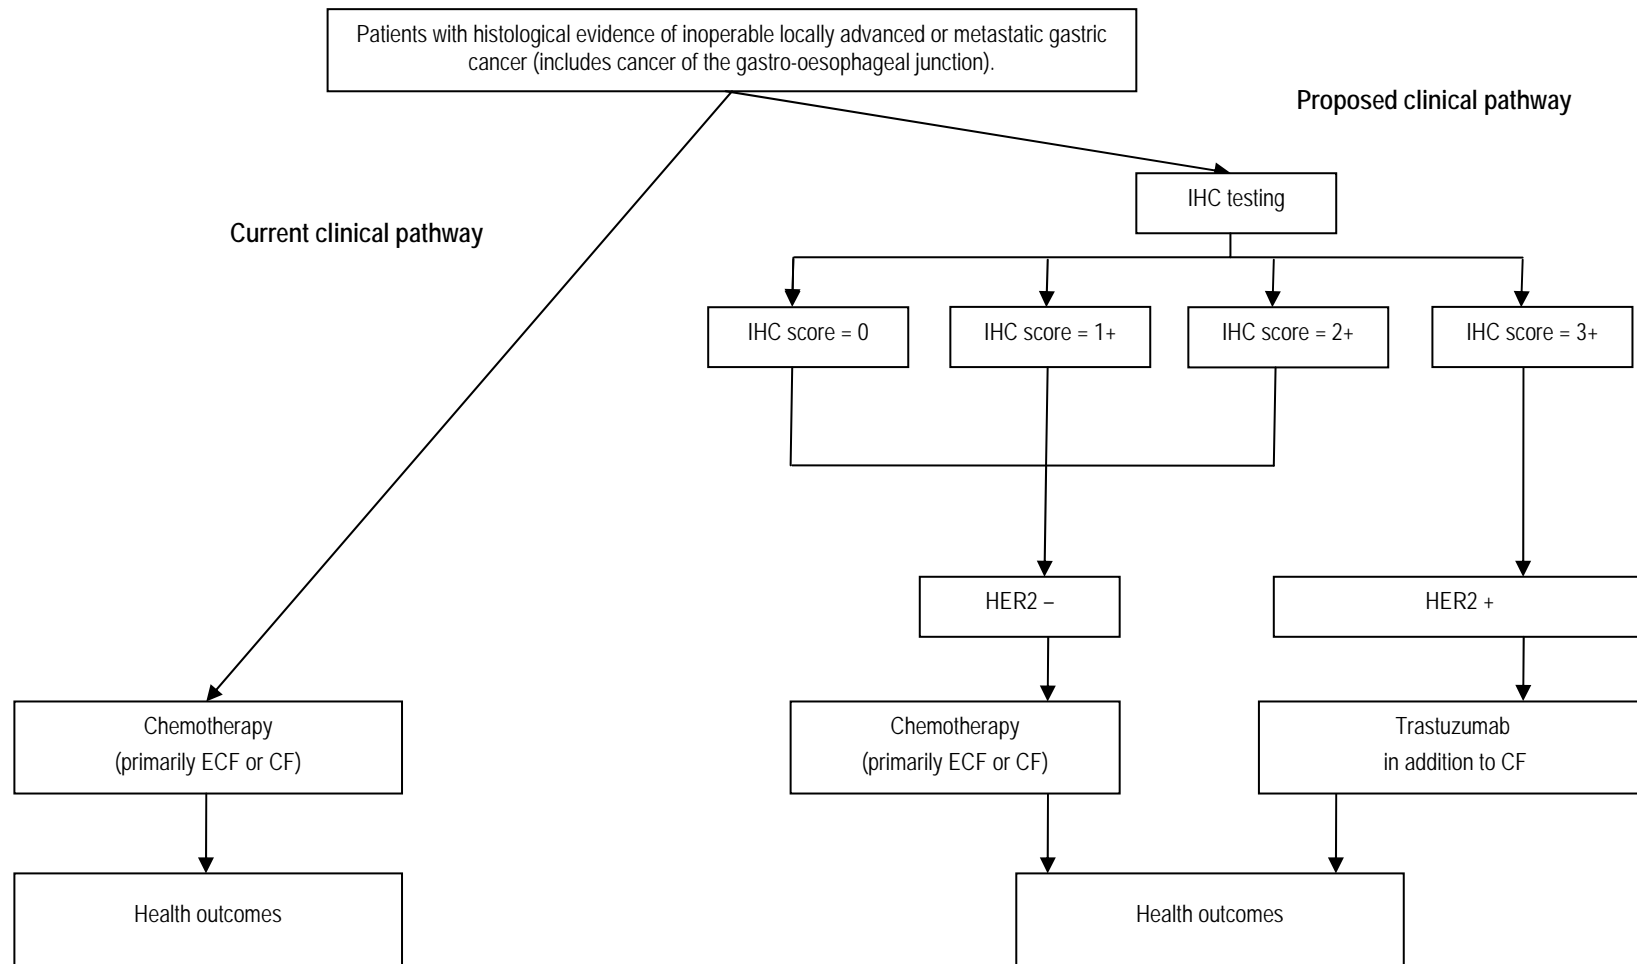 Patients with histological evidence of inoperable locally advanced or metastatic gastric
cancer (includes cancer of the gastro-oesophageal junction).
Proposed clinical pathway
IHC testing
Current clinical pathway
IHC score = 0
IHC score = 1+
IHC score = 2+
IHC score = 3+
HER2 –
HER2 +
Chemotherapy
(primarily ECF or CF)
Chemotherapy
(primarily ECF or CF)
Trastuzumab
in addition to CF
Health outcomes
Health outcomes